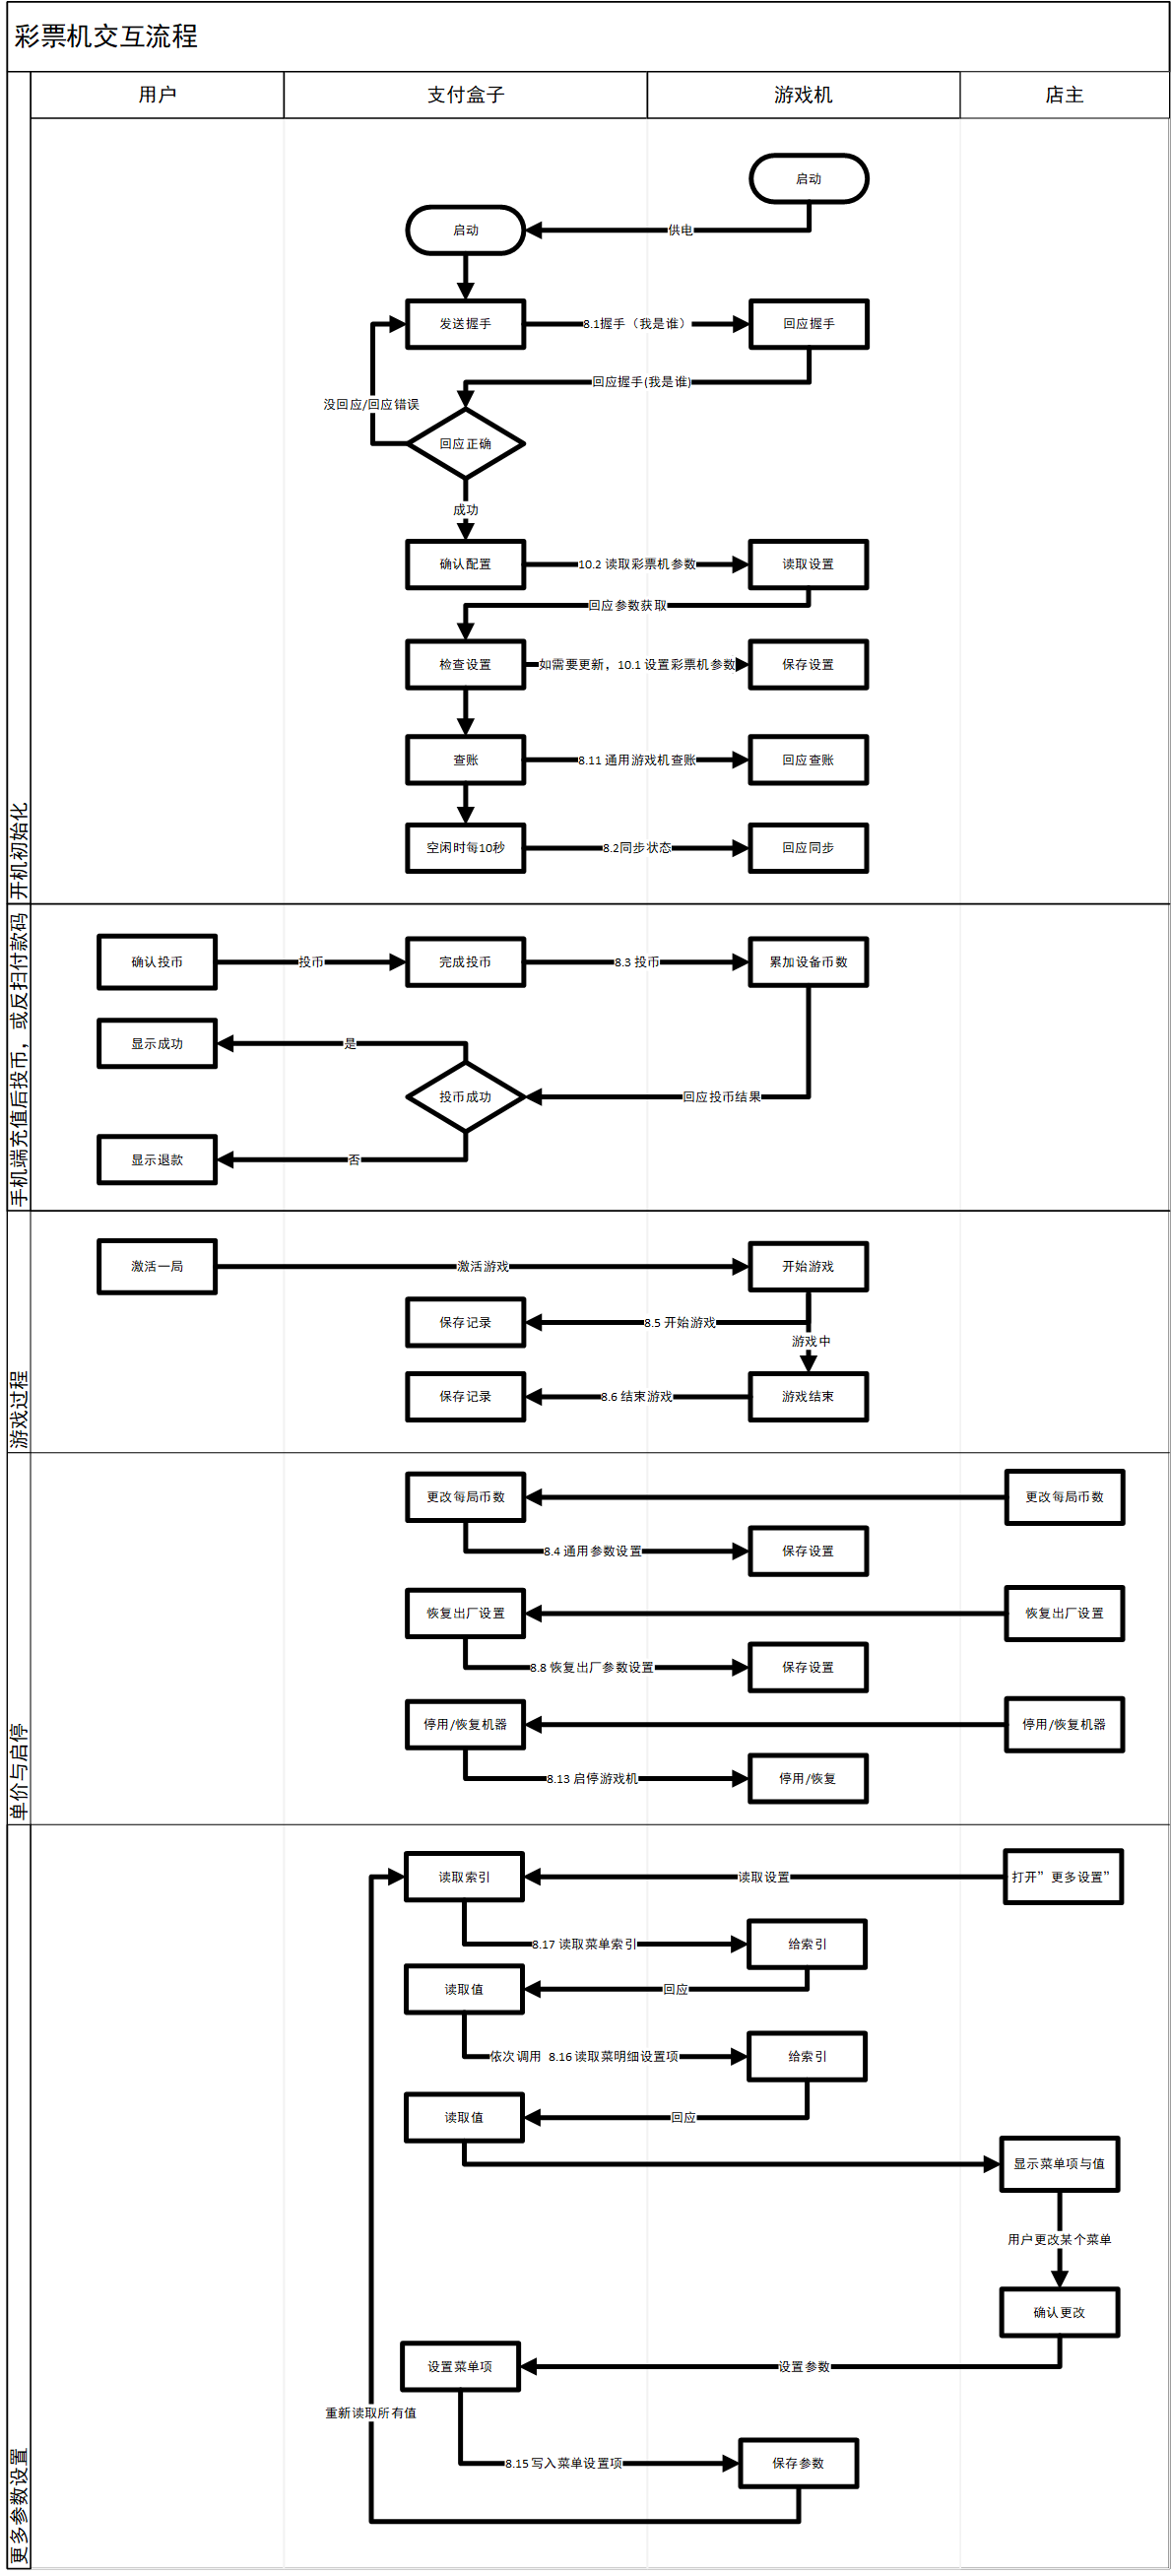 彩票机交互流程
用户
支付盒子
游戏机
店主
开机初始化
启动
启动
供电
发送握手
8.1握手（我是谁）
回应握手
回应握手(我是谁)
没回应/回应错误
回应正确
成功
确认配置
10.2 读取彩票机参数
读取设置
回应参数获取
检查设置
如需要更新，10.1 设置彩票机参数
保存设置
查账
8.11 通用游戏机查账
回应查账
空闲时每10秒
8.2同步状态
回应同步
手机端充值后投币，或反扫付款码
确认投币
投币
完成投币
8.3 投币
累加设备币数
显示成功
是
投币成功
回应投币结果
显示退款
否
游戏过程
激活一局
激活游戏
开始游戏
保存记录
8.5 开始游戏
游戏中
保存记录
8.6 结束游戏
游戏结束
单价与启停
更改每局币数
更改每局币数
8.4 通用参数设置
保存设置
恢复出厂设置
恢复出厂设置
8.8 恢复出厂参数设置
保存设置
停用/恢复机器
停用/恢复机器
8.13 启停游戏机
停用/恢复
更多参数设置
读取索引
读取设置
打开”更多设置”
8.17 读取菜单索引
给索引
读取值
回应
依次调用 8.16 读取菜明细设置项
给索引
读取值
回应
显示菜单项与值
用户更改某个菜单
确认更改
设置菜单项
设置参数
重新读取所有值
8.15 写入菜单设置项
保存参数